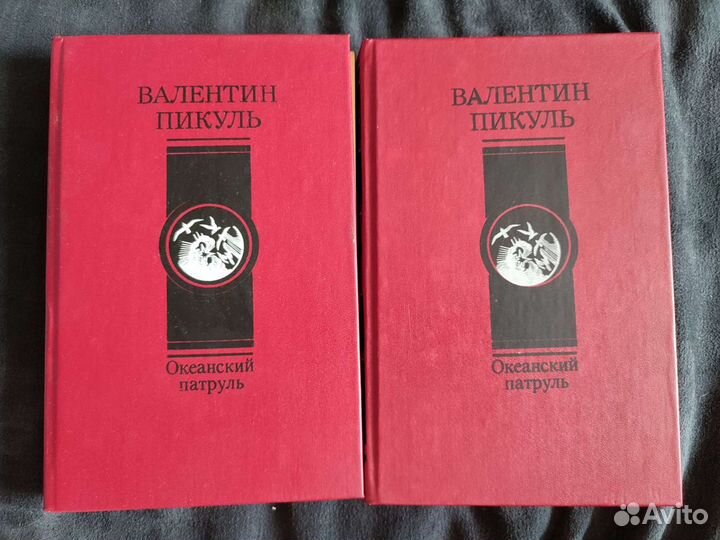 ВАЛЕНТИН
ПИКУЛЬ
Океанский
патруль
ВАЛЕНТИН
ПИКУЛЬ
Океанский
патруль
Avito